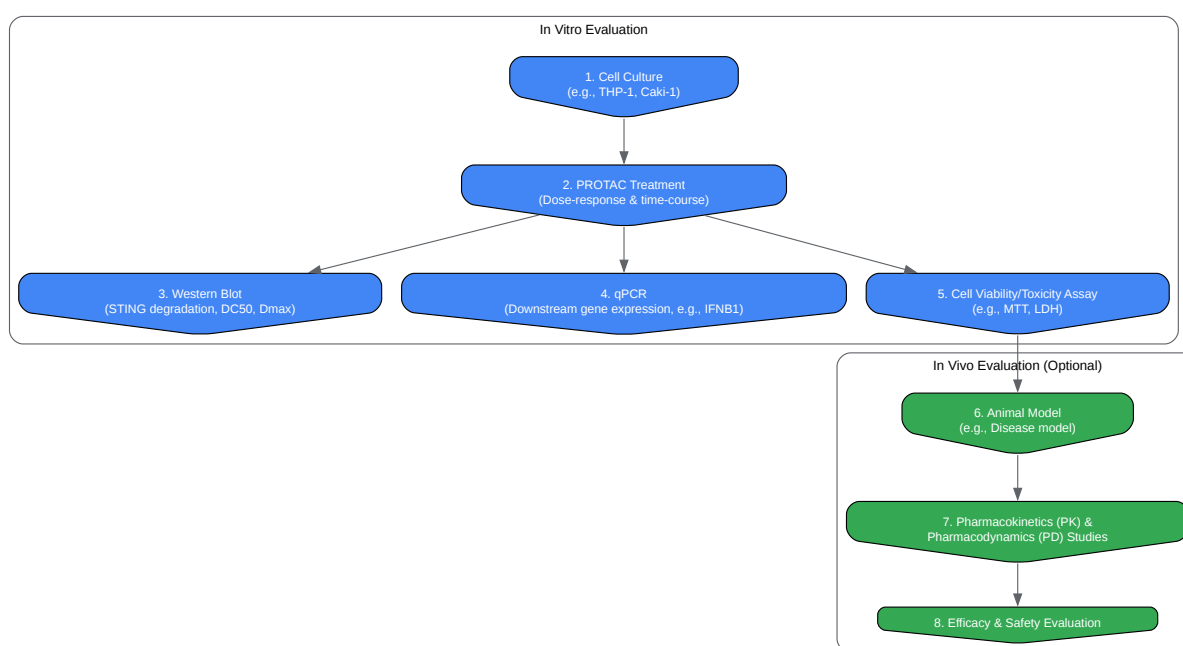 In Vitro Evaluation
1. Cell Culture
(e.g., THP-1, Caki-1)
2. PROTAC Treatment
(Dose-response & time-course)
3. Western Blot
(STING degradation, DC50, Dmax)
4. qPCR
(Downstream gene expression, e.g., IFNB1)
5. Cell Viability/Toxicity Assay
(e.g., MTT, LDH)
In Vivo Evaluation (Optional)
6. Animal Model
(e.g., Disease model)
7. Pharmacokinetics (PK) &
Pharmacodynamics (PD) Studies
8. Efficacy & Safety Evaluation